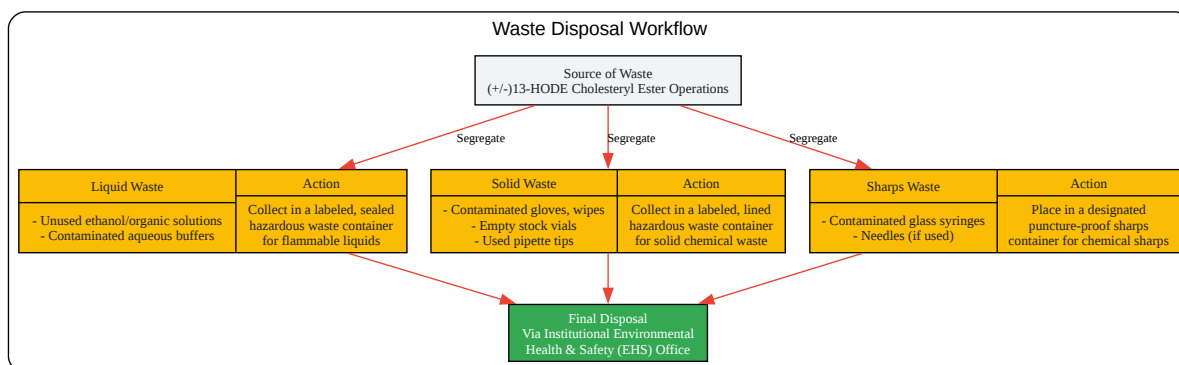 Waste Disposal Workflow
Source of Waste
(+/-)13-HODE Cholesteryl Ester Operations
Segregate
Segregate
Segregate
Liquid Waste
- Unused ethanol/organic solutions
- Contaminated aqueous buffers
Action
Collect in a labeled, sealed
hazardous waste container
for flammable liquids
Solid Waste
- Contaminated gloves, wipes
- Empty stock vials
- Used pipette tips
Action
Collect in a labeled, lined
hazardous waste container
for solid chemical waste
Sharps Waste
- Contaminated glass syringes
- Needles (if used)
Action
Place in a designated
puncture-proof sharps
container for chemical sharps
Final Disposal
Via Institutional Environmental
Health & Safety (EHS) Office